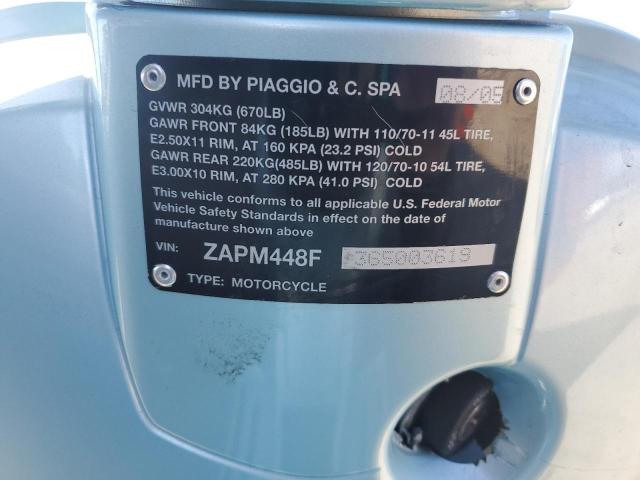 MFD BY PIAGGIO & C. SPA 08/05
GVWR 304KG (670LB)
GAWR FRONT 84KG (185LB) WITH 110/70-11 45L TIRE,
E2.50X11 RIM, AT 160 KPA (23.2 PSI) COLD
GAWR REAR 220KG(485LB) WITH 120/70-10 54L TIRE,
E3.00X10 RIM, AT 280 KPA (41.0 PSI) COLD
This vehicle conforms to all applicable U.S. Federal Motor
Vehicle Safety Standards in effect on the date of
manufacture shown above
VIN: ZAPM448F *365003619
TYPE: MOTORCYCLE